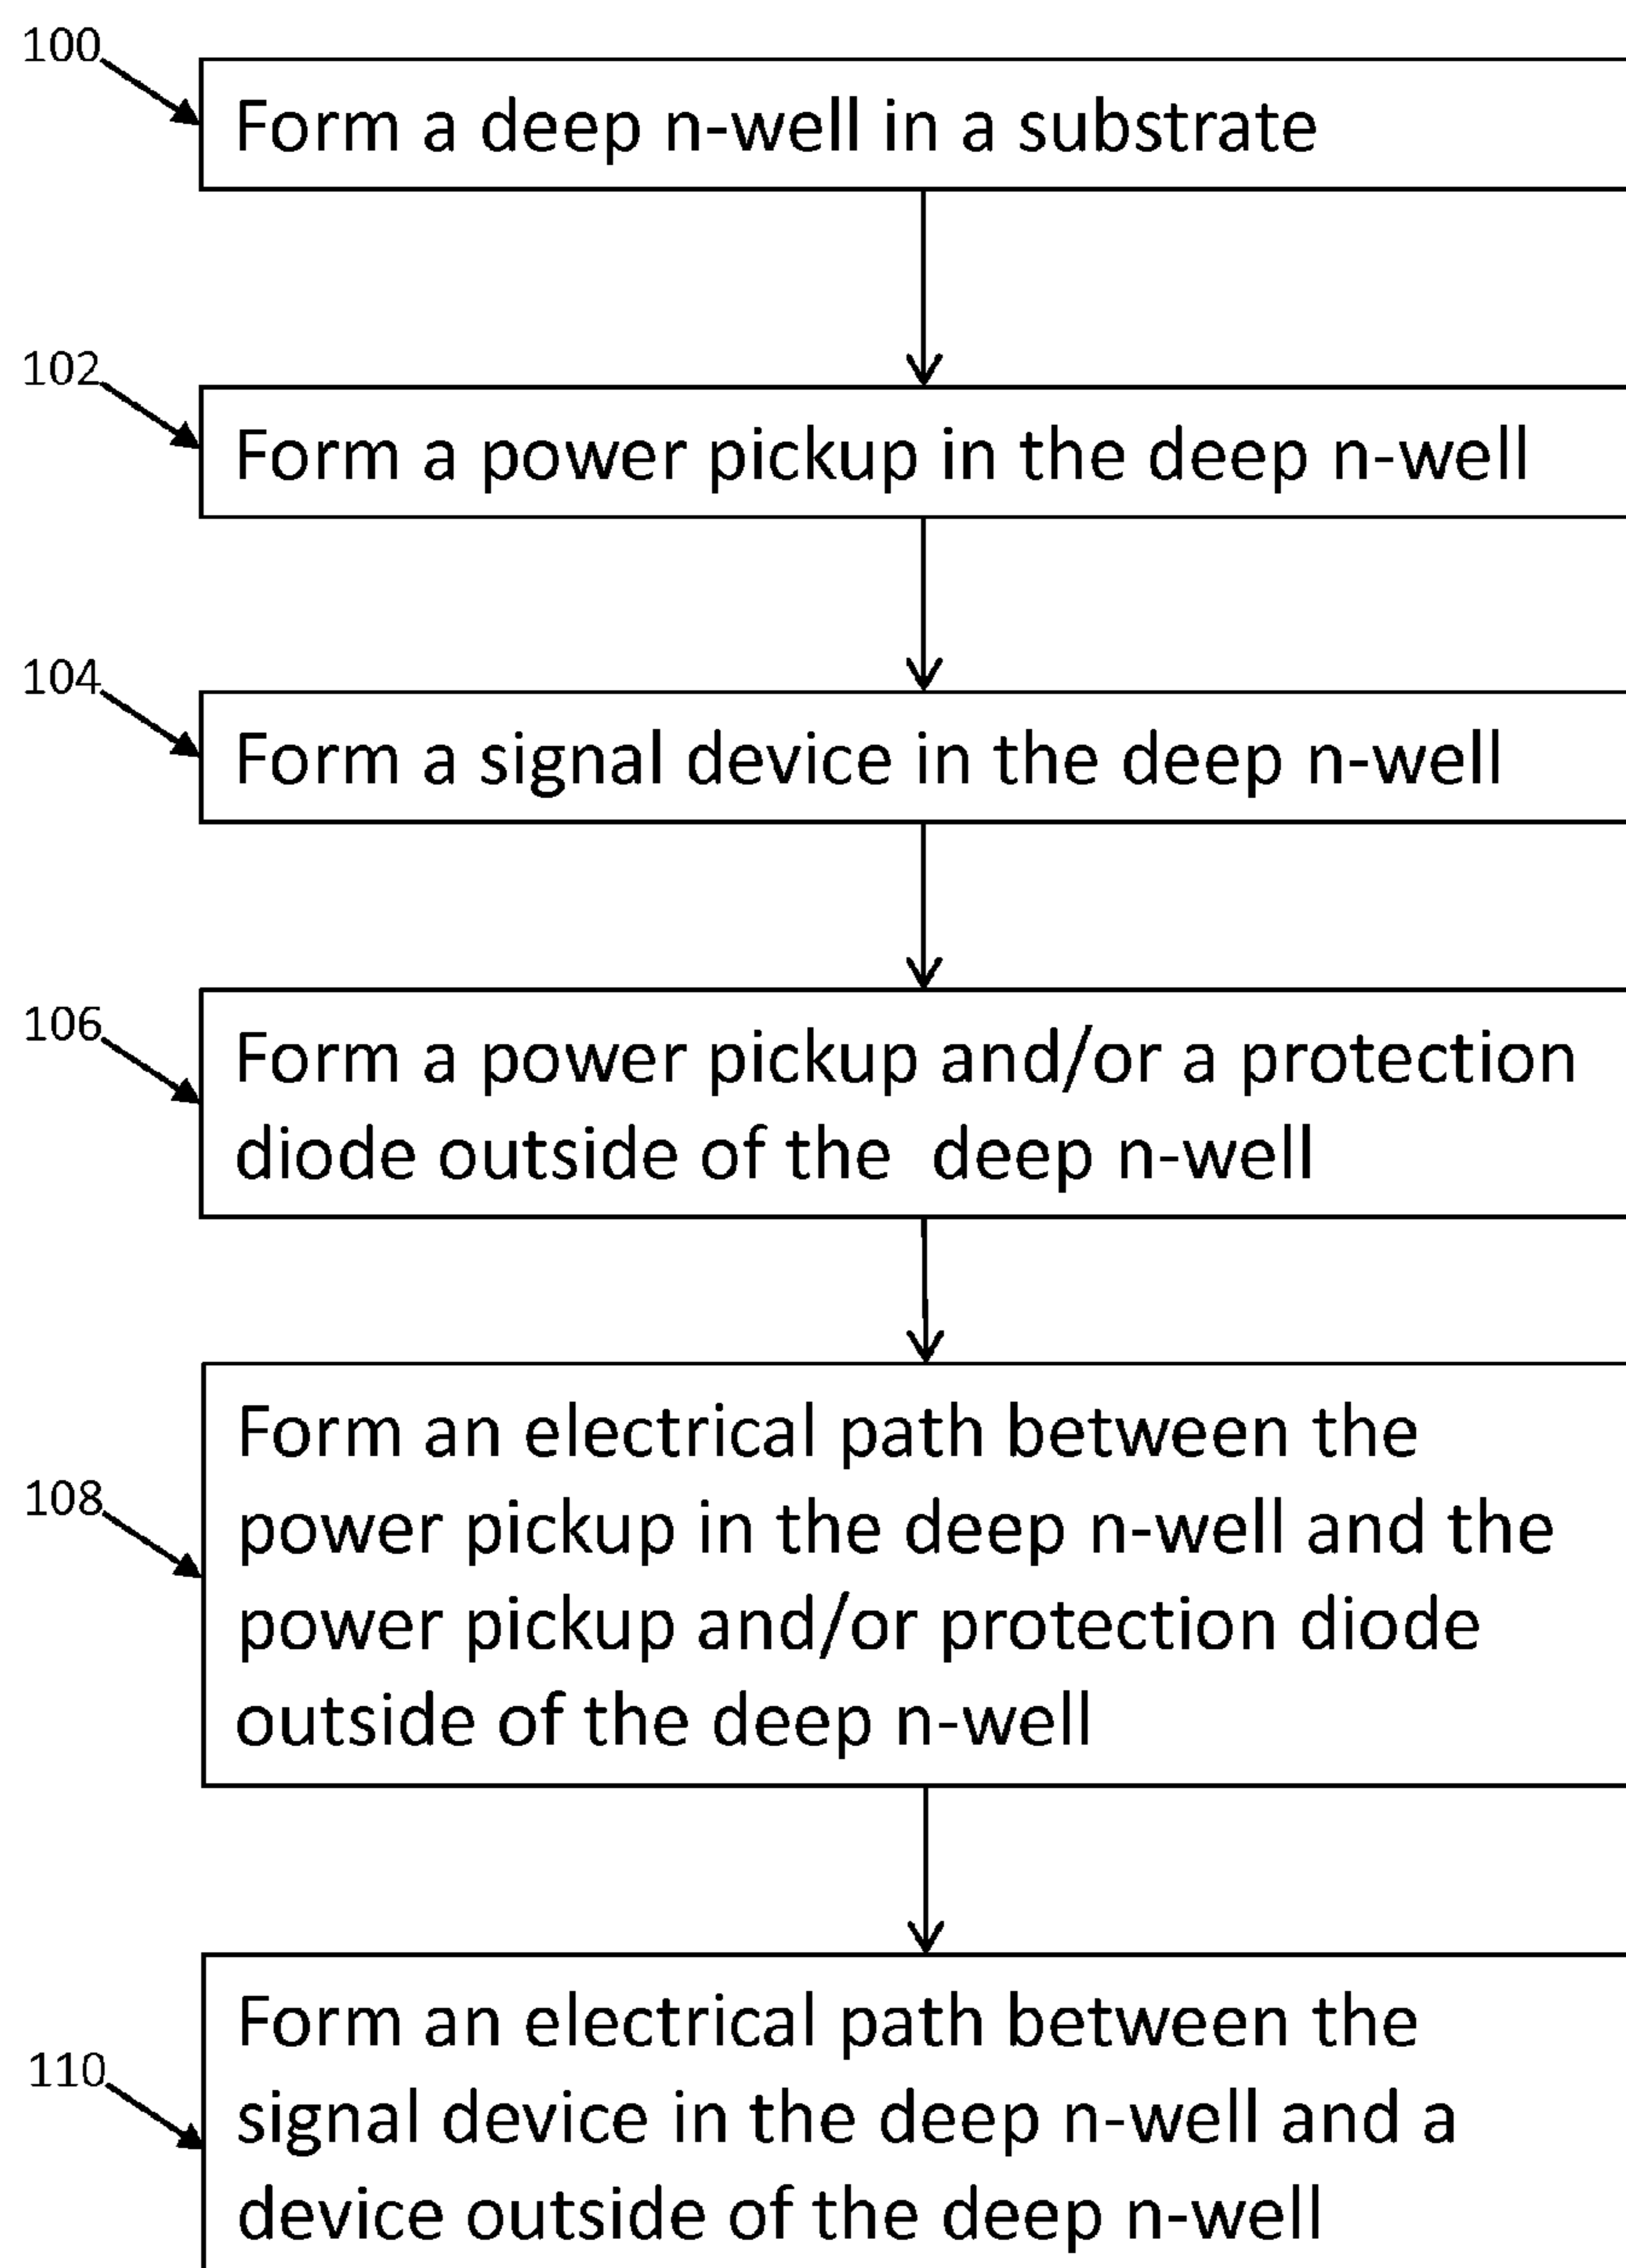 100
Form a deep n-well in a substrate
102
Form a power pickup in the deep n-well
104
Form a signal device in the deep n-well
106
Form a power pickup and/or a protection
diode outside of the deep n-well
108
Form an electrical path between the
power pickup in the deep n-well and the
power pickup and/or protection diode
outside of the deep n-well
110
Form an electrical path between the
signal device in the deep n-well and a
device outside of the deep n-well